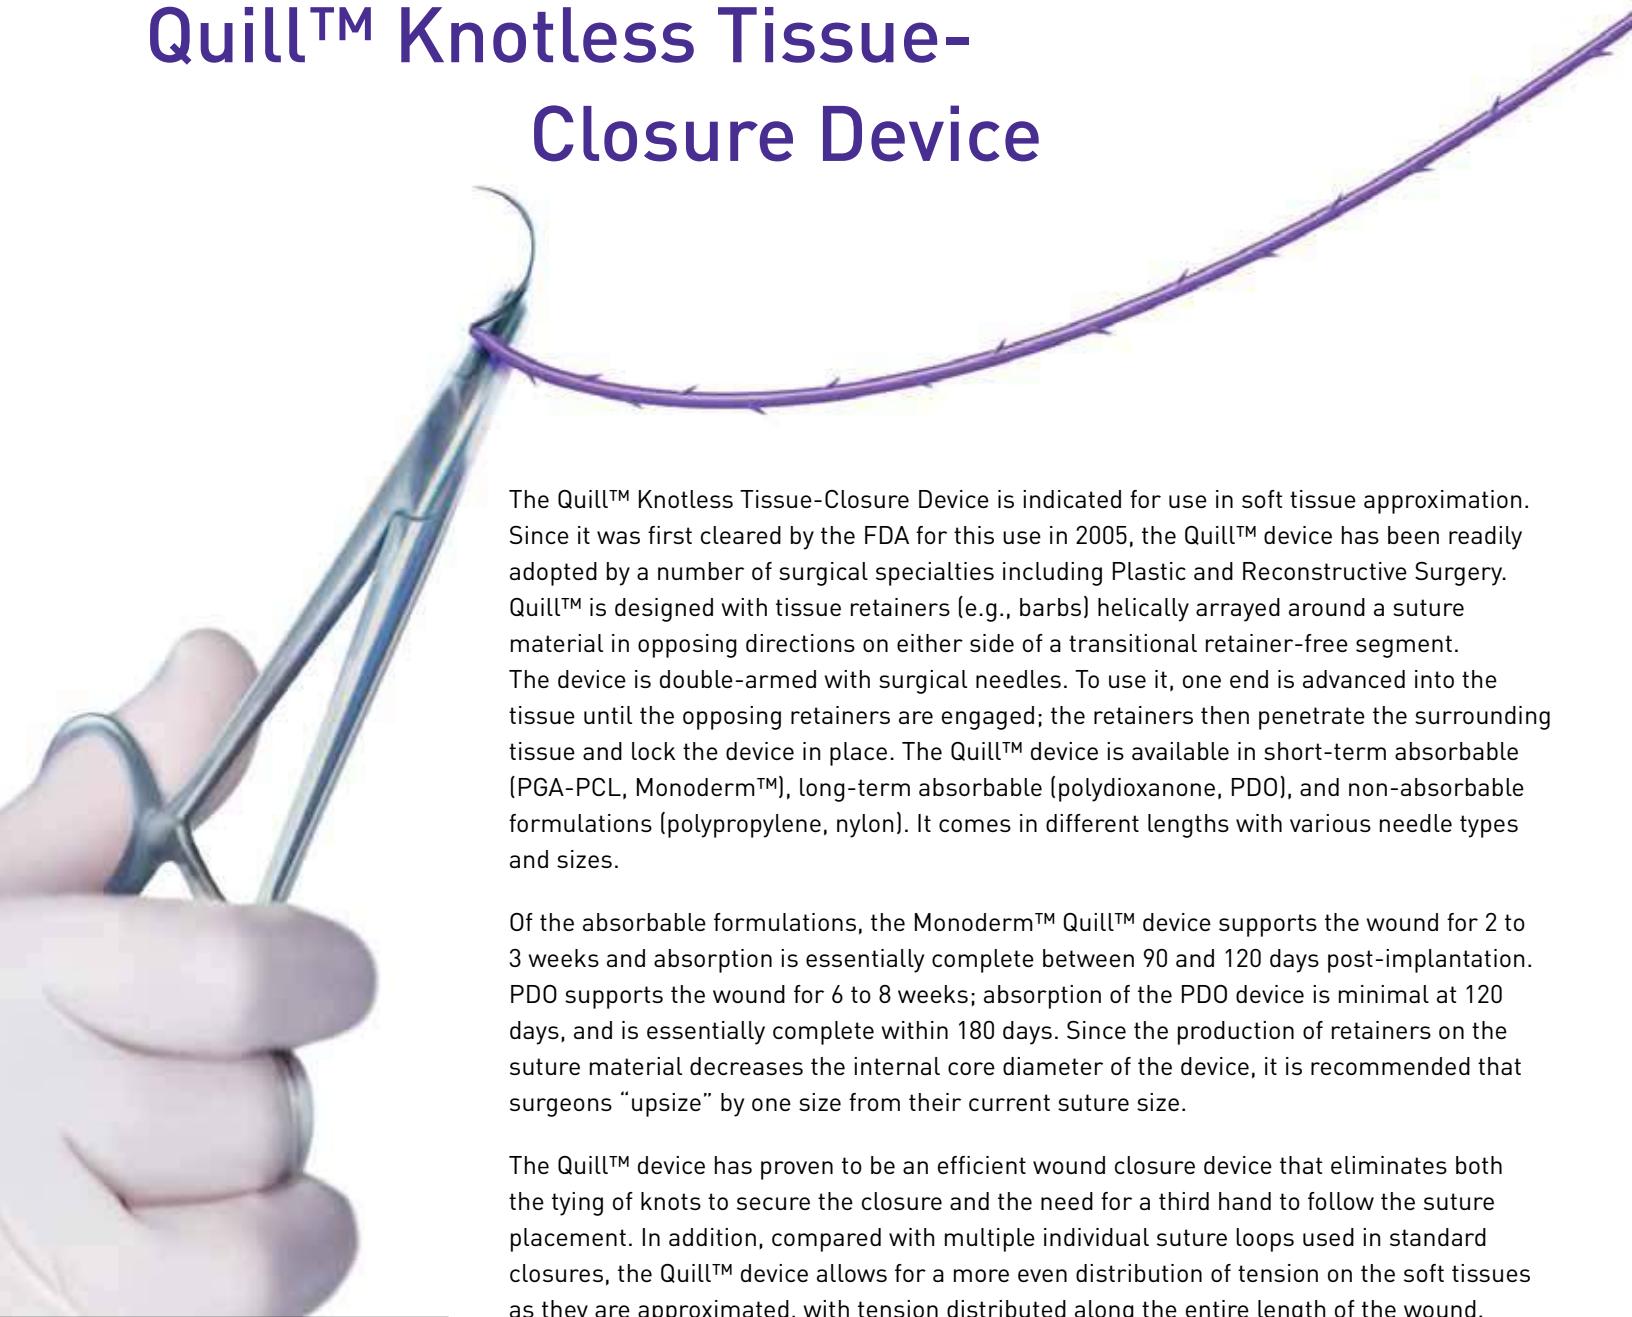 Quill™ Knotless Tissue-
Closure Device
The Quill™ Knotless Tissue-Closure Device is indicated for use in soft tissue approximation.
Since it was first cleared by the FDA for this use in 2005, the Quill™ device has been readily
adopted by a number of surgical specialties including Plastic and Reconstructive Surgery.
Quill™ is designed with tissue retainers (e.g., barbs) helically arrayed around a suture
material in opposing directions on either side of a transitional retainer-free segment.
The device is double-armed with surgical needles. To use it, one end is advanced into the
tissue until the opposing retainers are engaged; the retainers then penetrate the surrounding
tissue and lock the device in place. The Quill™ device is available in short-term absorbable
(PGA-PCL, Monoderm™), long-term absorbable (polydioxanone, PDO), and non-absorbable
formulations (polypropylene, nylon). It comes in different lengths with various needle types
and sizes.
Of the absorbable formulations, the Monoderm™ Quill™ device supports the wound for 2 to
3 weeks and absorption is essentially complete between 90 and 120 days post-implantation.
PDO supports the wound for 6 to 8 weeks; absorption of the PDO device is minimal at 120
days, and is essentially complete within 180 days. Since the production of retainers on the
suture material decreases the internal core diameter of the device, it is recommended that
surgeons “upsize” by one size from their current suture size.
The Quill™ device has proven to be an efficient wound closure device that eliminates both
the tying of knots to secure the closure and the need for a third hand to follow the suture
placement. In addition, compared with multiple individual suture loops used in standard
closures, the Quill™ device allows for a more even distribution of tension on the soft tissues
as they are approximated, with tension distributed along the entire length of the wound.